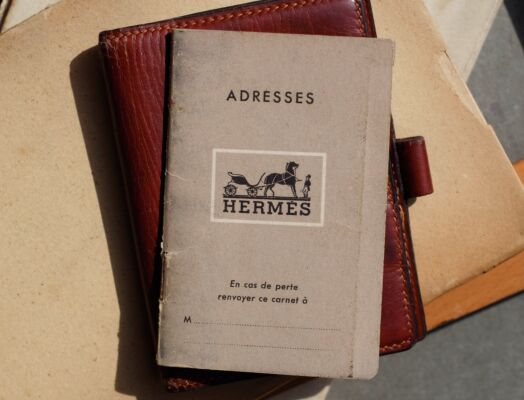 ADRESSES
HERMÈS
En cas de perte
renvoyer ce carnet à
M